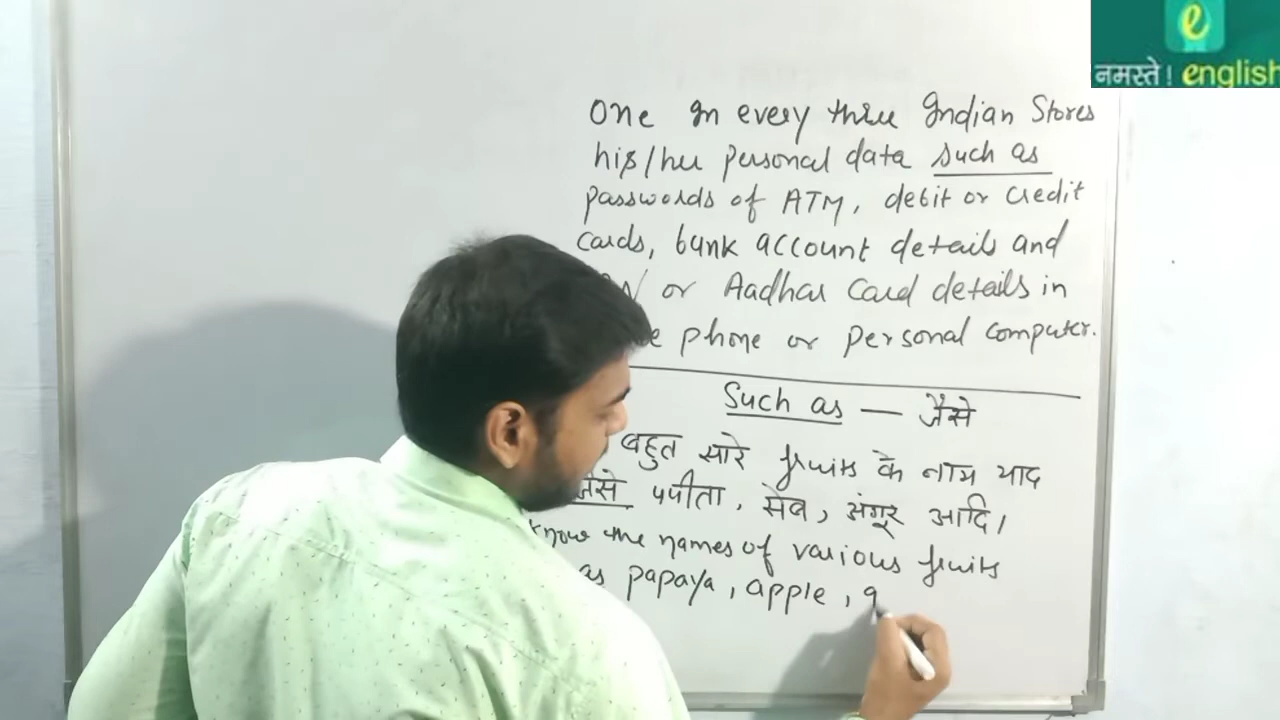 e
नमस्ते! english
One In every three Indian Stores
his/her personal data such as
passwords of ATM, debit or credit
cards, bank account details and
or Aadhar Card details in
phone or personal computer.
Such as — जैसे
बहुत सारे fruits के नाम याद
जैसे पपीता, सेब, अंगूर आदि।
know the names of various fruits
as papaya, apple, g